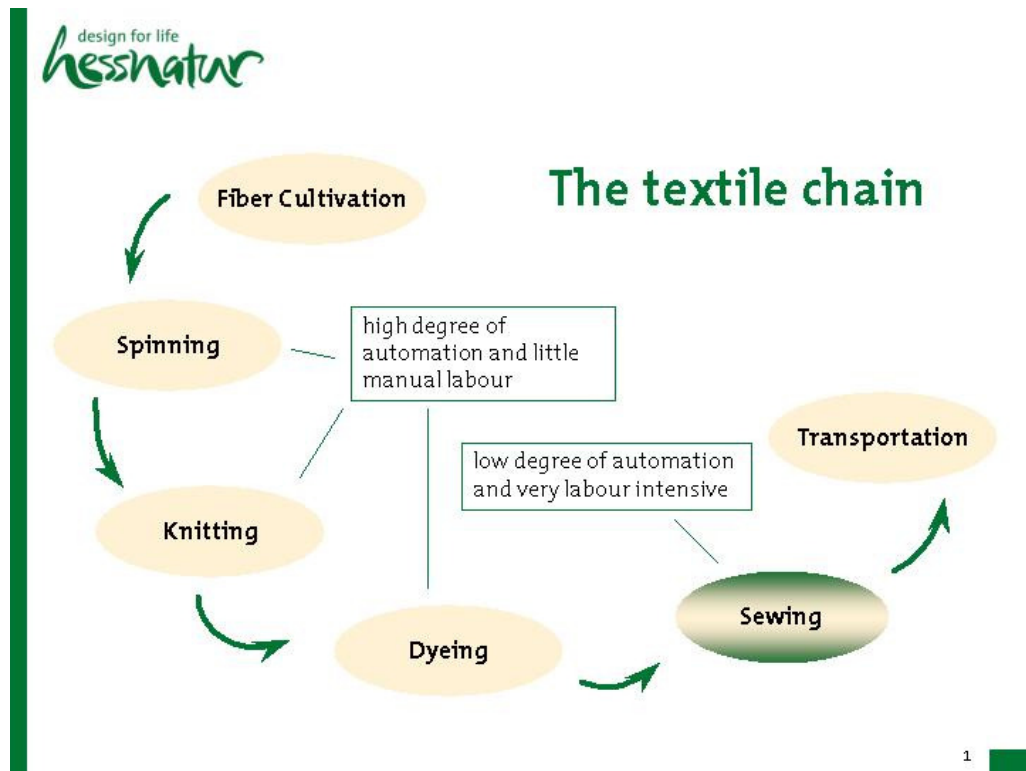 design for life
hessnatur
The textile chain
Fiber Cultivation
Spinning
high degree of
automation and little
manual labour
Transportation
low degree of automation
and very labour intensive
Knitting
Sewing
Dyeing
1